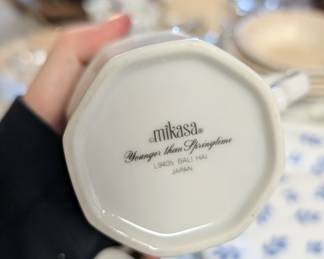 ©mikasa®
Younger than Springtime
L9405 BALI HAI
JAPAN